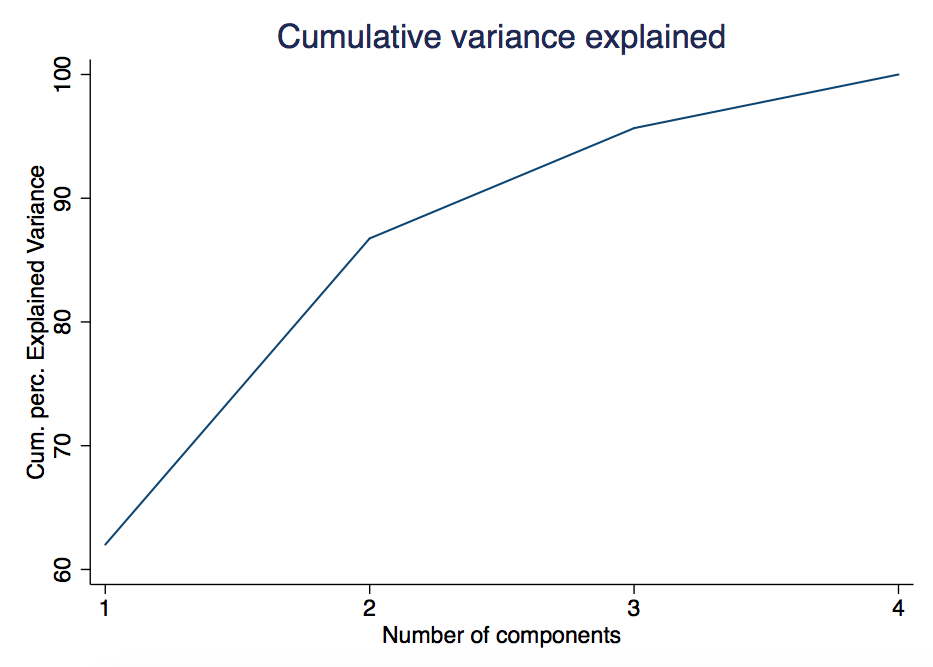 Cumulative variance explained
Cum. perc. Explained Variance
100
90
80
70
60
1 2 3 4
Number of components